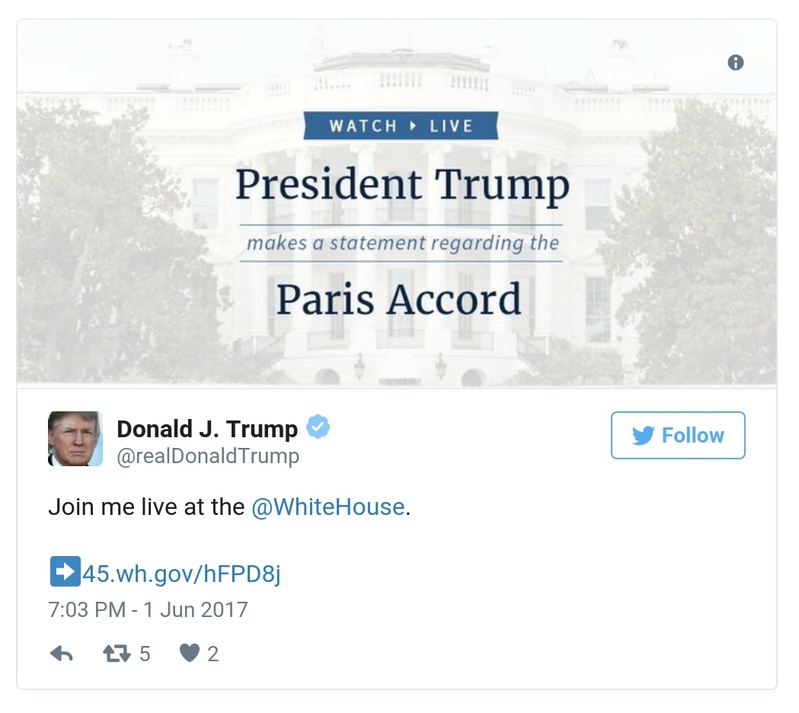 WATCH ▸ LIVE
President Trump
makes a statement regarding the
Paris Accord
Donald J. Trump
@realDonaldTrump
Follow
Join me live at the @WhiteHouse.
➡45.wh.gov/hFPD8j
7:03 PM - 1 Jun 2017
5 2